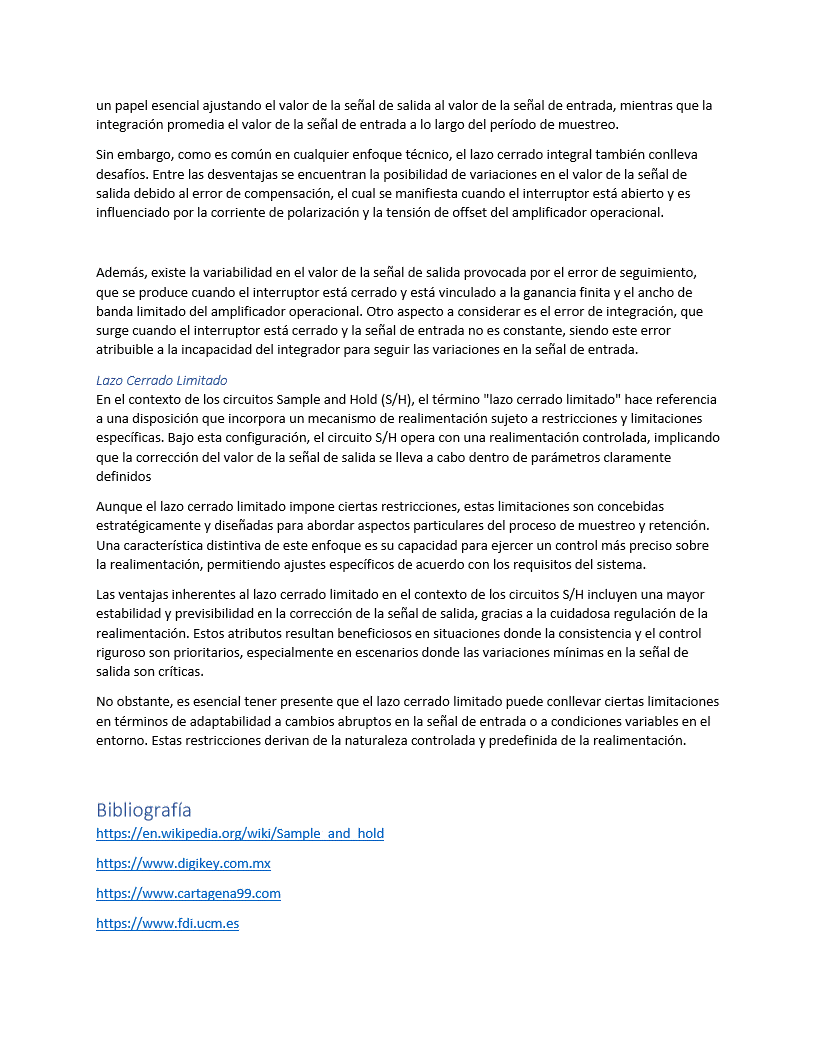 un papel esencial ajustando el valor de la señal de salida al valor de la señal de entrada, mientras que la
integración promedia el valor de la señal de entrada a lo largo del período de muestreo.
Sin embargo, como es común en cualquier enfoque técnico, el lazo cerrado integral también conlleva
desafíos. Entre las desventajas se encuentran la posibilidad de variaciones en el valor de la señal de
salida debido al error de compensación, el cual se manifiesta cuando el interruptor está abierto y es
influenciado por la corriente de polarización y la tensión de offset del amplificador operacional.
Además, existe la variabilidad en el valor de la señal de salida provocada por el error de seguimiento,
que se produce cuando el interruptor está cerrado y está vinculado a la ganancia finita y el ancho de
banda limitado del amplificador operacional. Otro aspecto a considerar es el error de integración, que
surge cuando el interruptor está cerrado y la señal de entrada no es constante, siendo este error
atribuible a la incapacidad del integrador para seguir las variaciones en la señal de entrada.
Lazo Cerrado Limitado
En el contexto de los circuitos Sample and Hold (S/H), el término "lazo cerrado limitado" hace referencia
a una disposición que incorpora un mecanismo de realimentación sujeto a restricciones y limitaciones
específicas. Bajo esta configuración, el circuito S/H opera con una realimentación controlada, implicando
que la corrección del valor de la señal de salida se lleva a cabo dentro de parámetros claramente
definidos
Aunque el lazo cerrado limitado impone ciertas restricciones, estas limitaciones son concebidas
estratégicamente y diseñadas para abordar aspectos particulares del proceso de muestreo y retención.
Una característica distintiva de este enfoque es su capacidad para ejercer un control más preciso sobre
la realimentación, permitiendo ajustes específicos de acuerdo con los requisitos del sistema.
Las ventajas inherentes al lazo cerrado limitado en el contexto de los circuitos S/H incluyen una mayor
estabilidad y previsibilidad en la corrección de la señal de salida, gracias a la cuidadosa regulación de la
realimentación. Estos atributos resultan beneficiosos en situaciones donde la consistencia y el control
riguroso son prioritarios, especialmente en escenarios donde las variaciones mínimas en la señal de
salida son críticas.
No obstante, es esencial tener presente que el lazo cerrado limitado puede conllevar ciertas limitaciones
en términos de adaptabilidad a cambios abruptos en la señal de entrada o a condiciones variables en el
entorno. Estas restricciones derivan de la naturaleza controlada y predefinida de la realimentación.
Bibliografía
https://en.wikipedia.org/wiki/Sample_and_hold
https://www.digikey.com.mx
https://www.cartagena99.com
https://www.fdi.ucm.es